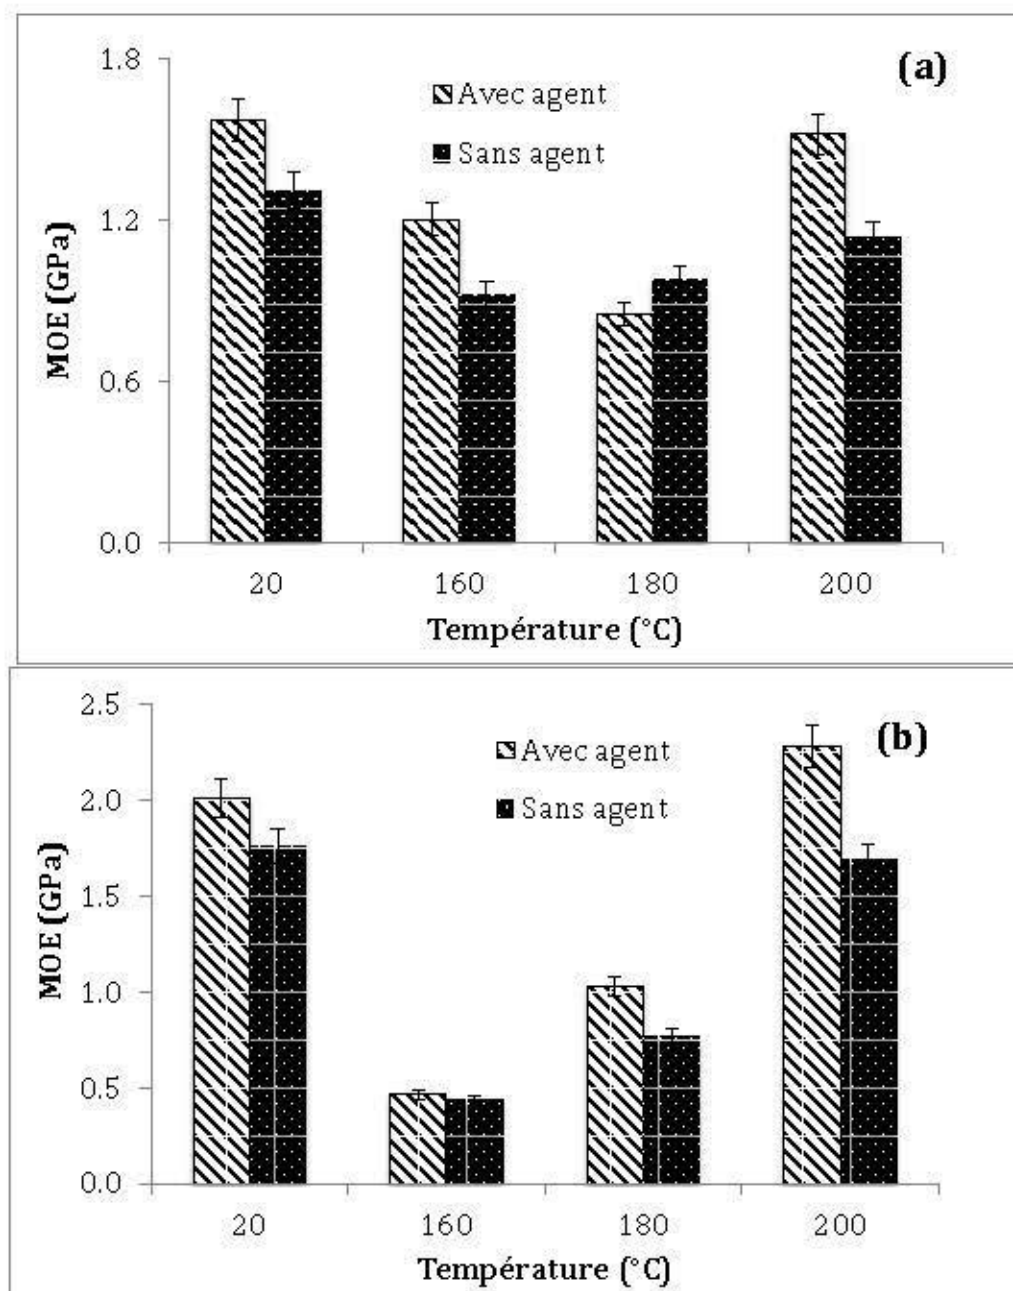 (a)
1.8
1.2
0.6
0.0
MOE (GPa)
Avec agent
Sans agent
20 160 180 200
Température (°C)
(b)
2.5
2.0
1.5
1.0
0.5
0.0
MOE (GPa)
Avec agent
Sans agent
20 160 180 200
Température (°C)